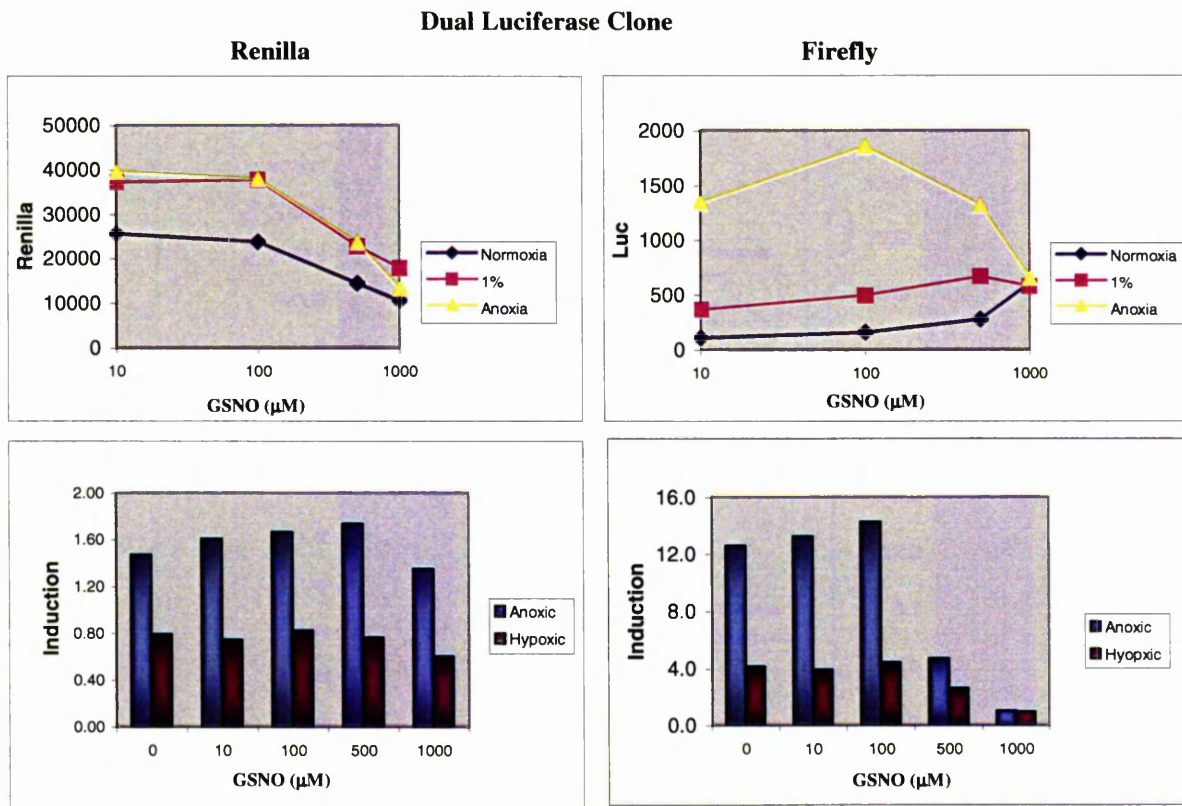 Dual Luciferase Clone
Renilla
Firefly
50000
40000
30000
20000
10000
0
Renilla
10
100
1000
GSNO (μM)
Normoxia
1%
Anoxia
2000
1500
1000
500
0
Luc
10
100
1000
GSNO (μM)
Normoxia
1%
Anoxia
2.00
1.60
1.20
0.80
0.40
0.00
Induction
0
10
100
500
1000
GSNO (μM)
Anoxic
Hypoxic
16.0
12.0
8.0
4.0
0.0
Induction
0
10
100
500
1000
GSNO (μM)
Anoxic
Hyopxic